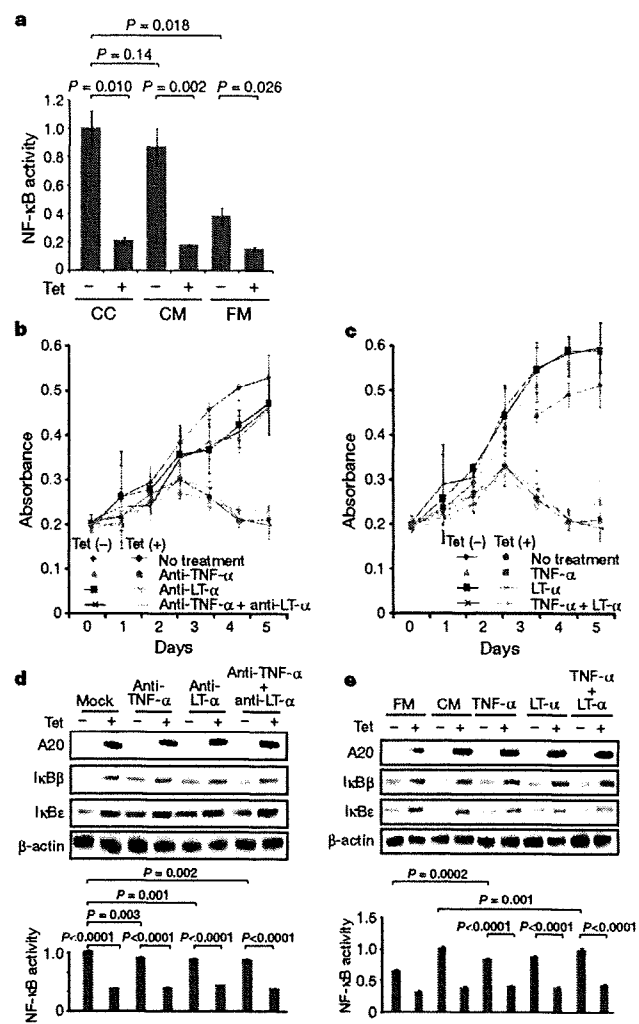 a
P = 0.018
P = 0.14
P = 0.010 P = 0.002 P = 0.026
NF-κB activity
1.2
1.0
0.8
0.6
0.4
0.2
0
Tet − + − + − +
CC CM FM
b
Absorbance
0.6
0.5
0.4
0.3
0.2
0.1
0
Tet (−) Tet (+)
No treatment
Anti-TNF-α
Anti-LT-α
Anti-TNF-α + anti-LT-α
0 1 2 3 4 5
Days
c
Absorbance
0.6
0.5
0.4
0.3
0.2
0.1
0
Tet (−) Tet (+)
No treatment
TNF-α
LT-α
TNF-α + LT-α
0 1 2 2 3 4 5
Days
d
Mock
Anti-
TNF-α
Anti-
LT-α
Anti-TNF-α
+
anti-LT-α
Tet − + − + − + − +
A20
IκBβ
IκBε
β-actin
P = 0.002
P = 0.001
P = 0.003
P<0.0001 P<0.0001 P<0.0001 P<0.0001
NF-κB activity
1.0
0
e
FM CM TNF-α LT-α
TNF-α
+
LT-α
Tet − + − + − + − + − +
A20
IκBβ
IκBε
β-actin
P = 0.0002
P = 0.001
P<0.0001 P<0.0001 P<0.0001
NF-κB activity
1.5
1.0
0.5
0